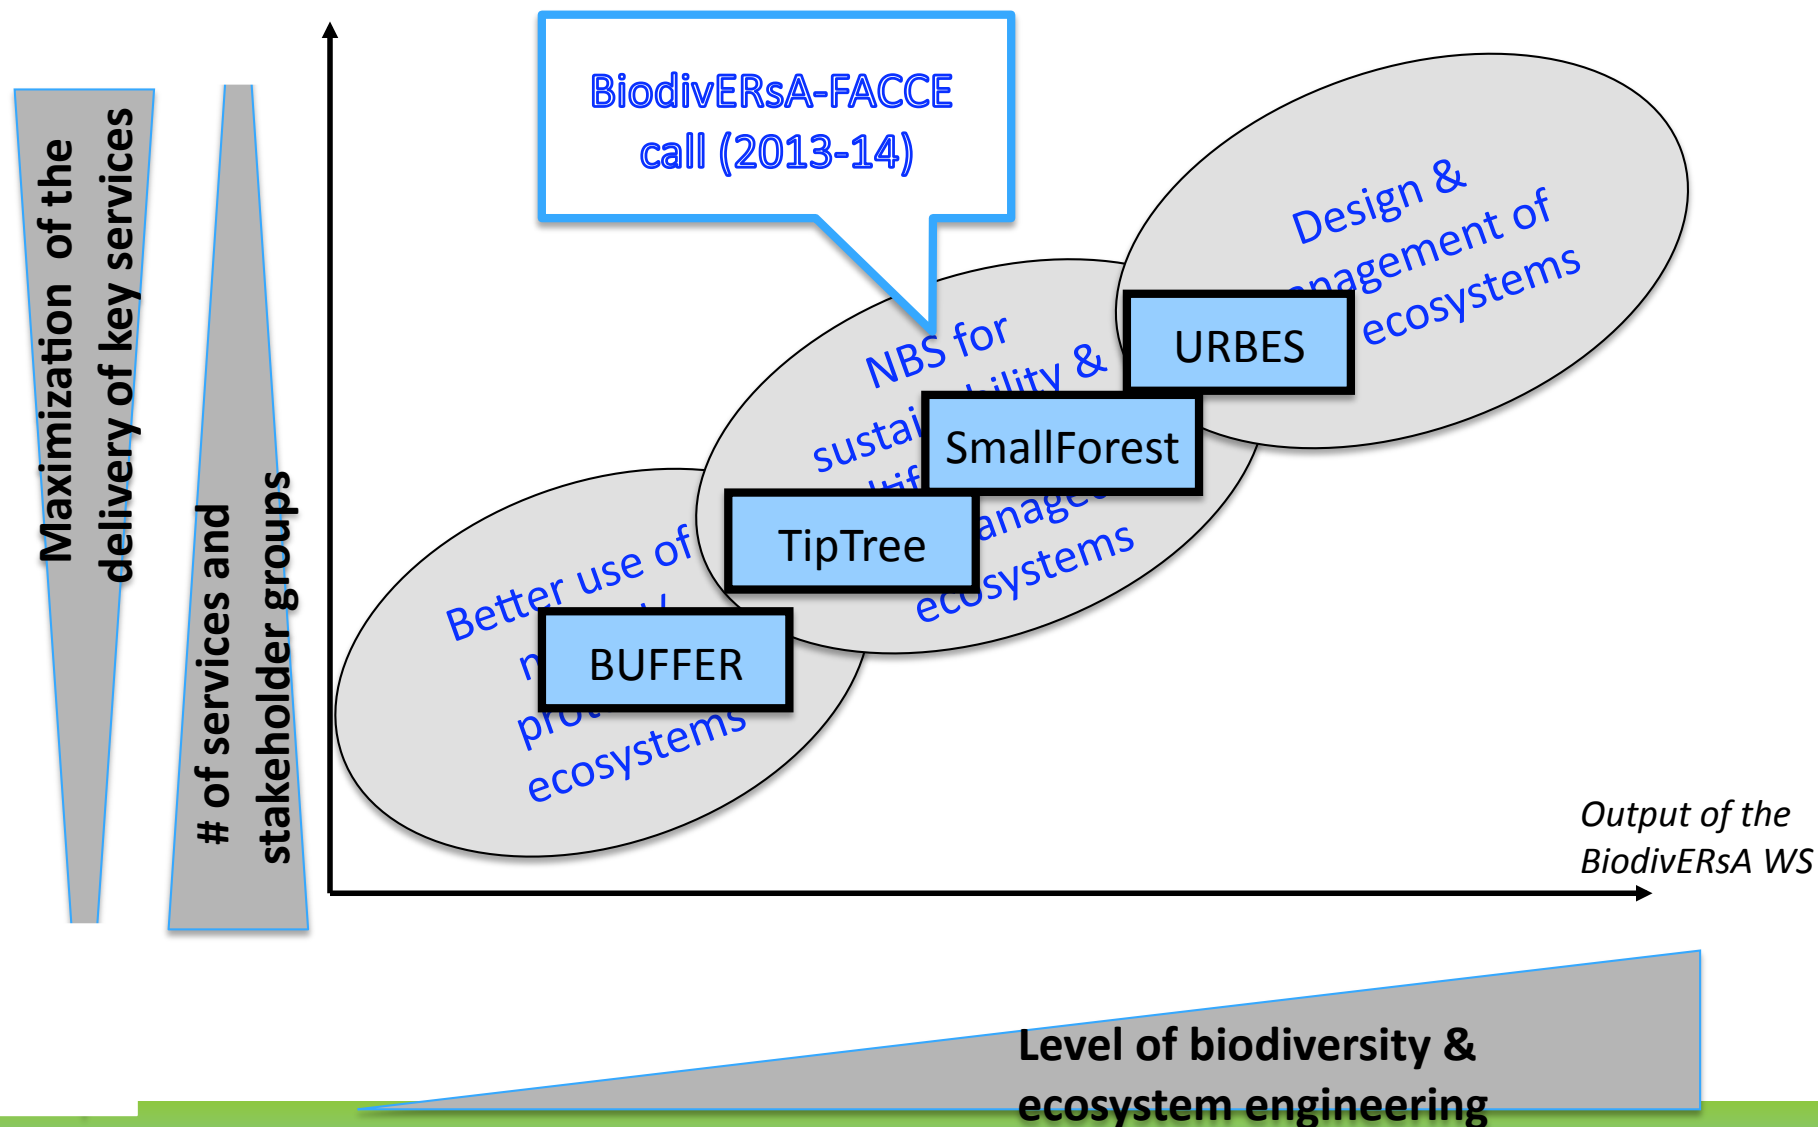 Maximization of the
delivery of key services
# of services and
stakeholder groups
BiodivERsA-FACCE
call (2013-14)
Design &
of
ecosystems
URBES
NBS for
&
SmallForest
ecosystems
TipTree
Better use of
BUFFER
ecosystems
Output of the
BiodivERsA WS
Level of biodiversity &
ecosystem engineering